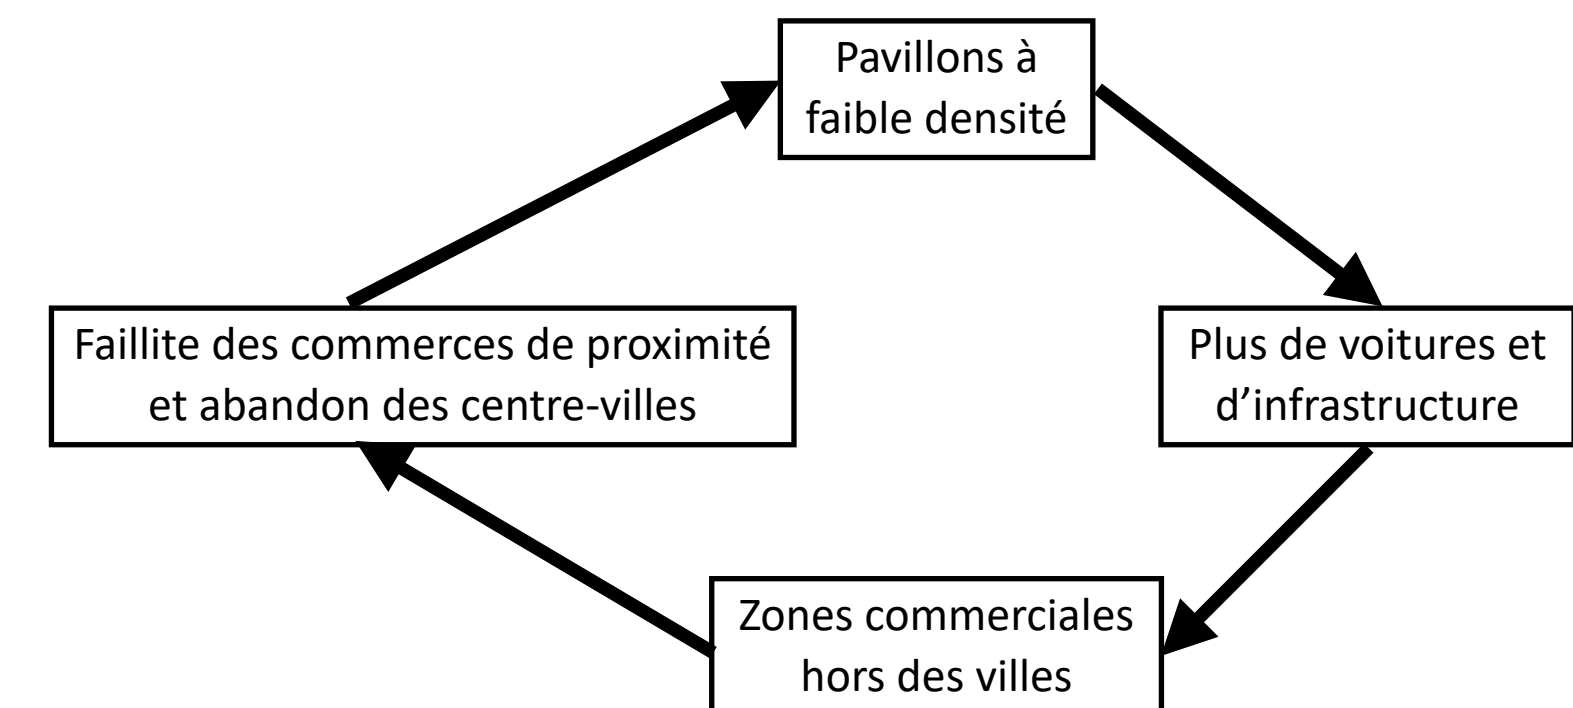 Pavillons à
faible densité
Faillite des commerces de proximité
et abandon des centre-villes
Plus de voitures et
d’infrastructure
Zones commerciales
hors des villes